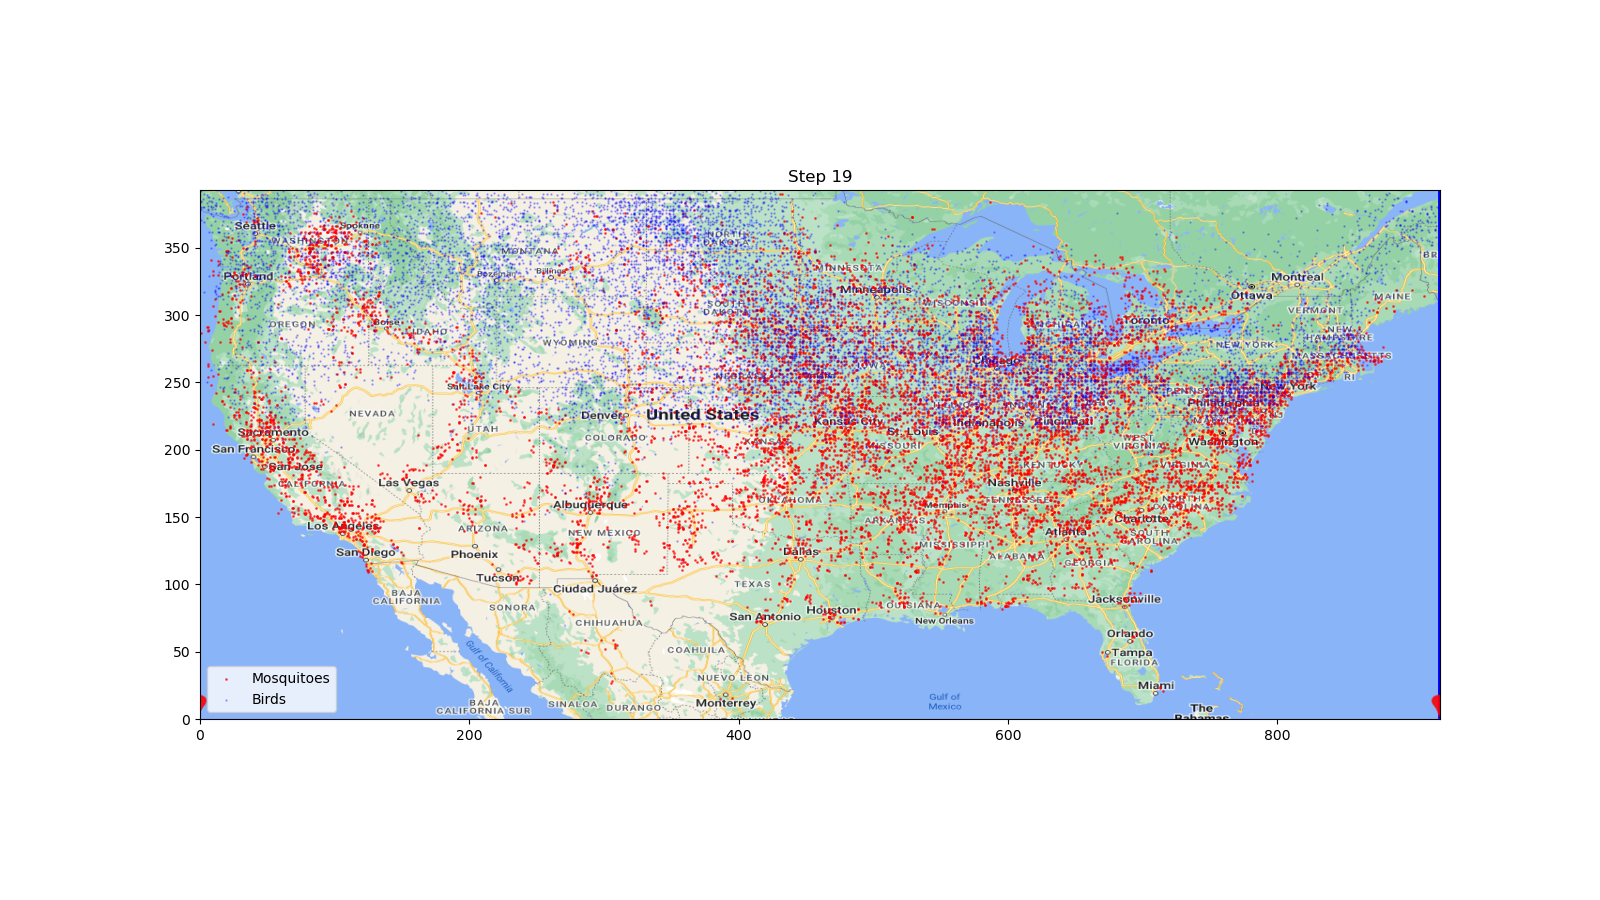 Step 19
350
300
250
200
150
100
50
0
0
200
400
600
800
Mosquitoes
Birds
Seattle
Spokane
WASHINGTON
Portland
OREGON
Boise
IDAHO
MONTANA
Bozeman
Billings
NORTH
DAKOTA
SOUTH
DAKOTA
WYOMING
MINNESOTA
Minneapolis
WISCONSIN
MICHIGAN
Toronto
Ottawa
Montreal
MAINE
BR
VERMONT
NEW
HAMPSHIRE
MASSACHUSETTS
NEW YORK
RI
New York
Philadelphia
Washington
WEST
VIRGINIA
VIRGINIA
Chicago
IOWA
Salt Lake City
NEVADA
UTAH
Denver
COLORADO
United States
KANSAS
Kansas City
St. Louis
MISSOURI
Indianapolis
Cincinnati
KENTUCKY
Nashville
TENNESSEE
Memphis
NORTH
CAROLINA
Charlotte
SOUTH
CAROLINA
Atlanta
GEORGIA
ALABAMA
MISSISSIPPI
ARKANSAS
OKLAHOMA
Sacramento
San Francisco
San Jose
CALIFORNIA
Las Vegas
Los Angeles
San Diego
ARIZONA
Phoenix
Tucson
Albuquerque
NEW MEXICO
Ciudad Juárez
Dallas
TEXAS
San Antonio
Houston
LOUISIANA
New Orleans
Jacksonville
Orlando
Tampa
FLORIDA
Miami
The
Bahamas
Gulf of
Mexico
BAJA
CALIFORNIA
SONORA
CHIHUAHUA
COAHUILA
NUEVO LEON
Monterrey
Gulf of California
BAJA
CALIFORNIA SUR
SINALOA
DURANGO